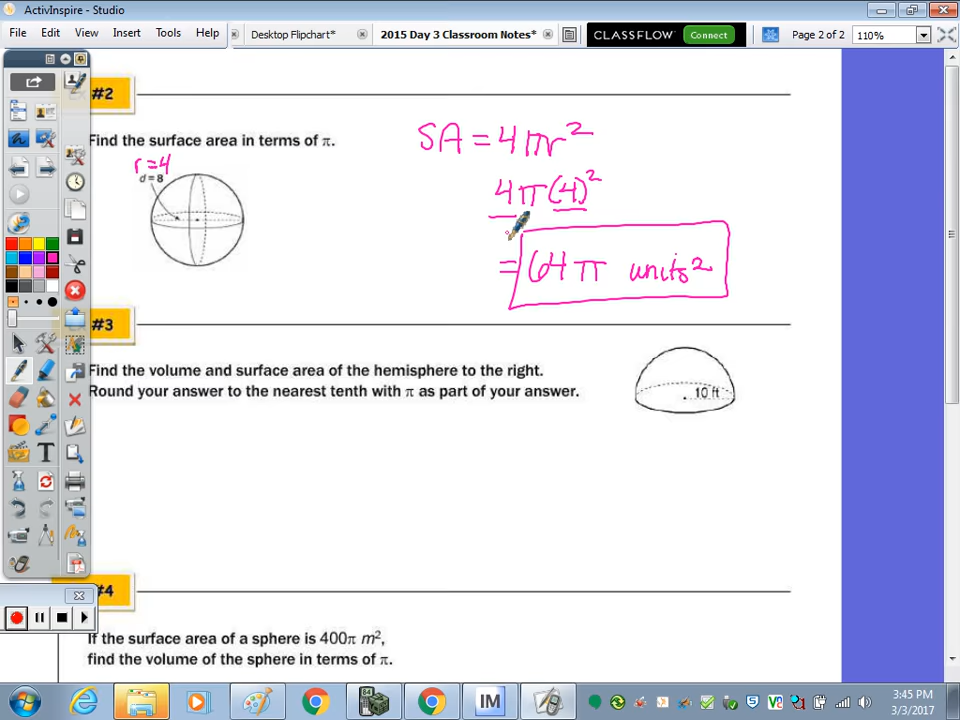 ActivInspire - Studio
File Edit View Insert Tools Help
Desktop Flipchart*
2015 Day 3 Classroom Notes*
CLASSFLOW Connect
Page 2 of 2
110%
#2
Find the surface area in terms of π.
r = 4
d = 8
SA = 4πr²
4π(4)²
= 64π units²
#3
Find the volume and surface area of the hemisphere to the right.
Round your answer to the nearest tenth with π as part of your answer.
10 ft
#4
If the surface area of a sphere is 400π m²,
find the volume of the sphere in terms of π.
84
IM
3:45 PM
3/3/2017